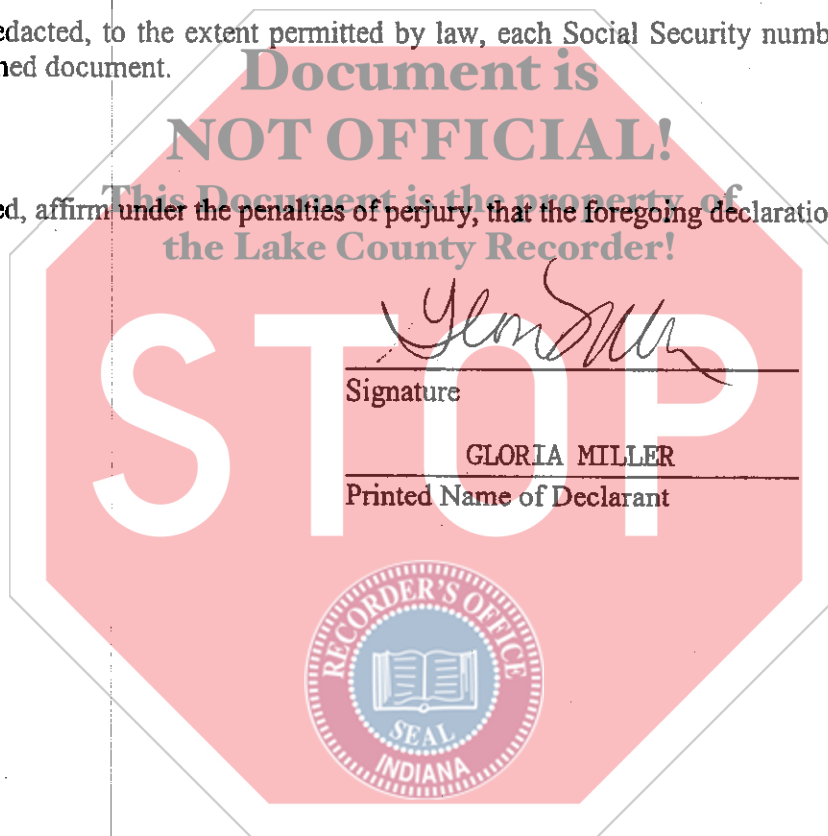 edacted, to the extent permitted by law, each Social Security numb
ned document.
Document is
NOT OFFICIAL!
This Document is the property of
ed, affirm under the penalties of perjury, that the foregoing declaratio
the Lake County Recorder!
STOP
Signature
GLORIA MILLER
Printed Name of Declarant
RECORDER'S OFFICE
SEAL
INDIANA